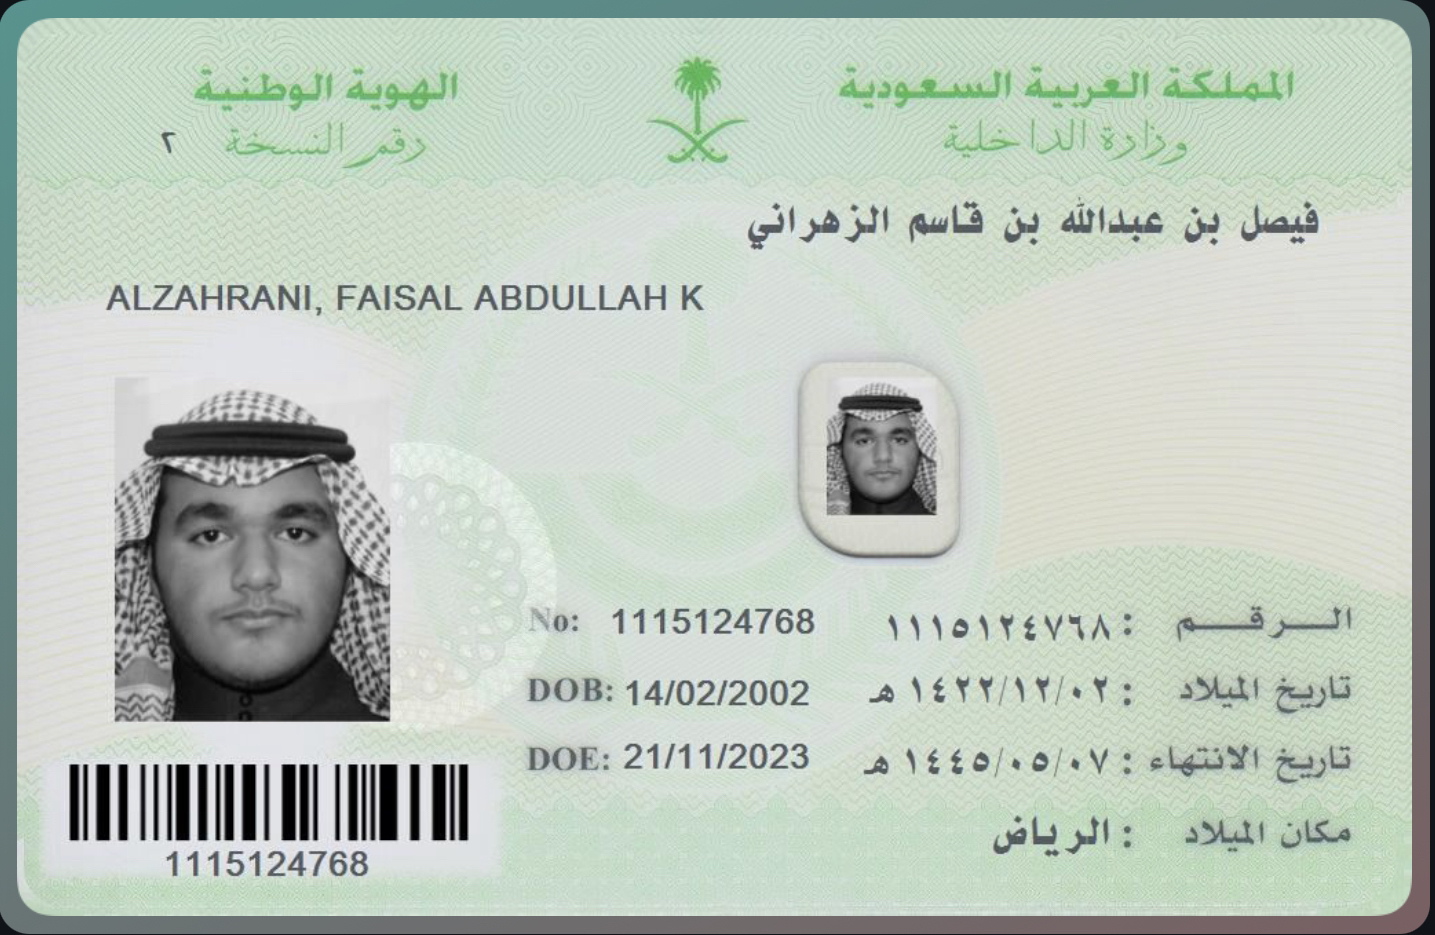 المملكة العربية السعودية
وزارة الداخلية
الهوية الوطنية
رقم النسخة ٢
فيصل بن عبدالله بن قاسم الزهراني
ALZAHRANI, FAISAL ABDULLAH K
الـــرقـــم : ١١١٥١٢٤٧٦٨
No: 1115124768
تاريخ الميلاد : ١٤٢٢/١٢/٠٢ هـ
DOB: 14/02/2002
تاريخ الانتهاء : ١٤٤٥/٠٥/٠٧ هـ
DOE: 21/11/2023
مكان الميلاد : الرياض
1115124768